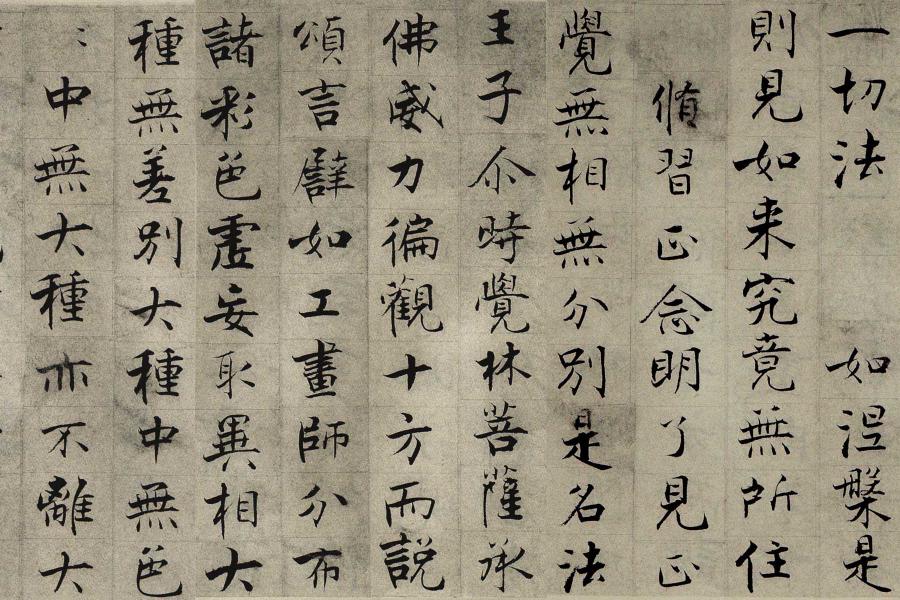 一切法 如涅槃是
則見如来究竟無所住
脩習正念明了見正
覺無相無分別是名法
王子尒時覺林菩薩承
佛威力徧觀十方而説
頌言譬如工畫師分布
諸彩色虛妄取異相大
種無差別大種中無色
〻中無大種亦不離大